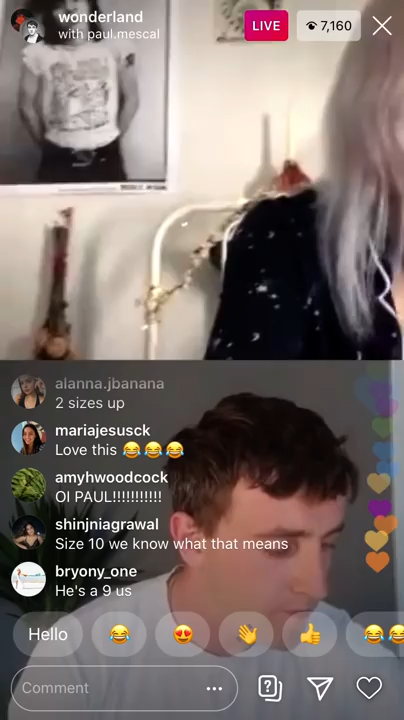 wonderland
with paul.mescal
LIVE
7,160
alanna.jbanana
2 sizes up
mariajesusck
Love this 😂😂😂
amyhwoodcock
OI PAUL!!!!!!!!!!!
shinjniagrawal
Size 10 we know what that means
bryony_one
He's a 9 us
Hello 😂 😍 👋 👍 😂😂
Comment